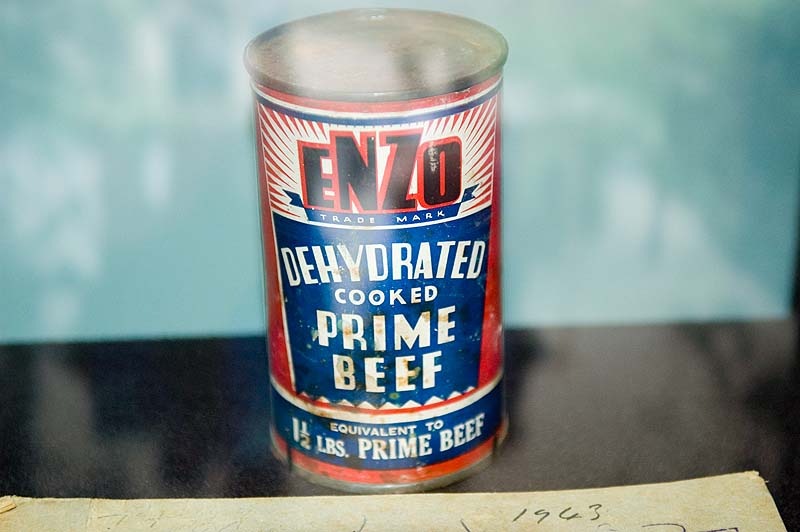 ENZO
TRADE MARK
DEHYDRATED
COOKED
PRIME
BEEF
EQUIVALENT TO
1½ LBS. PRIME BEEF
1943